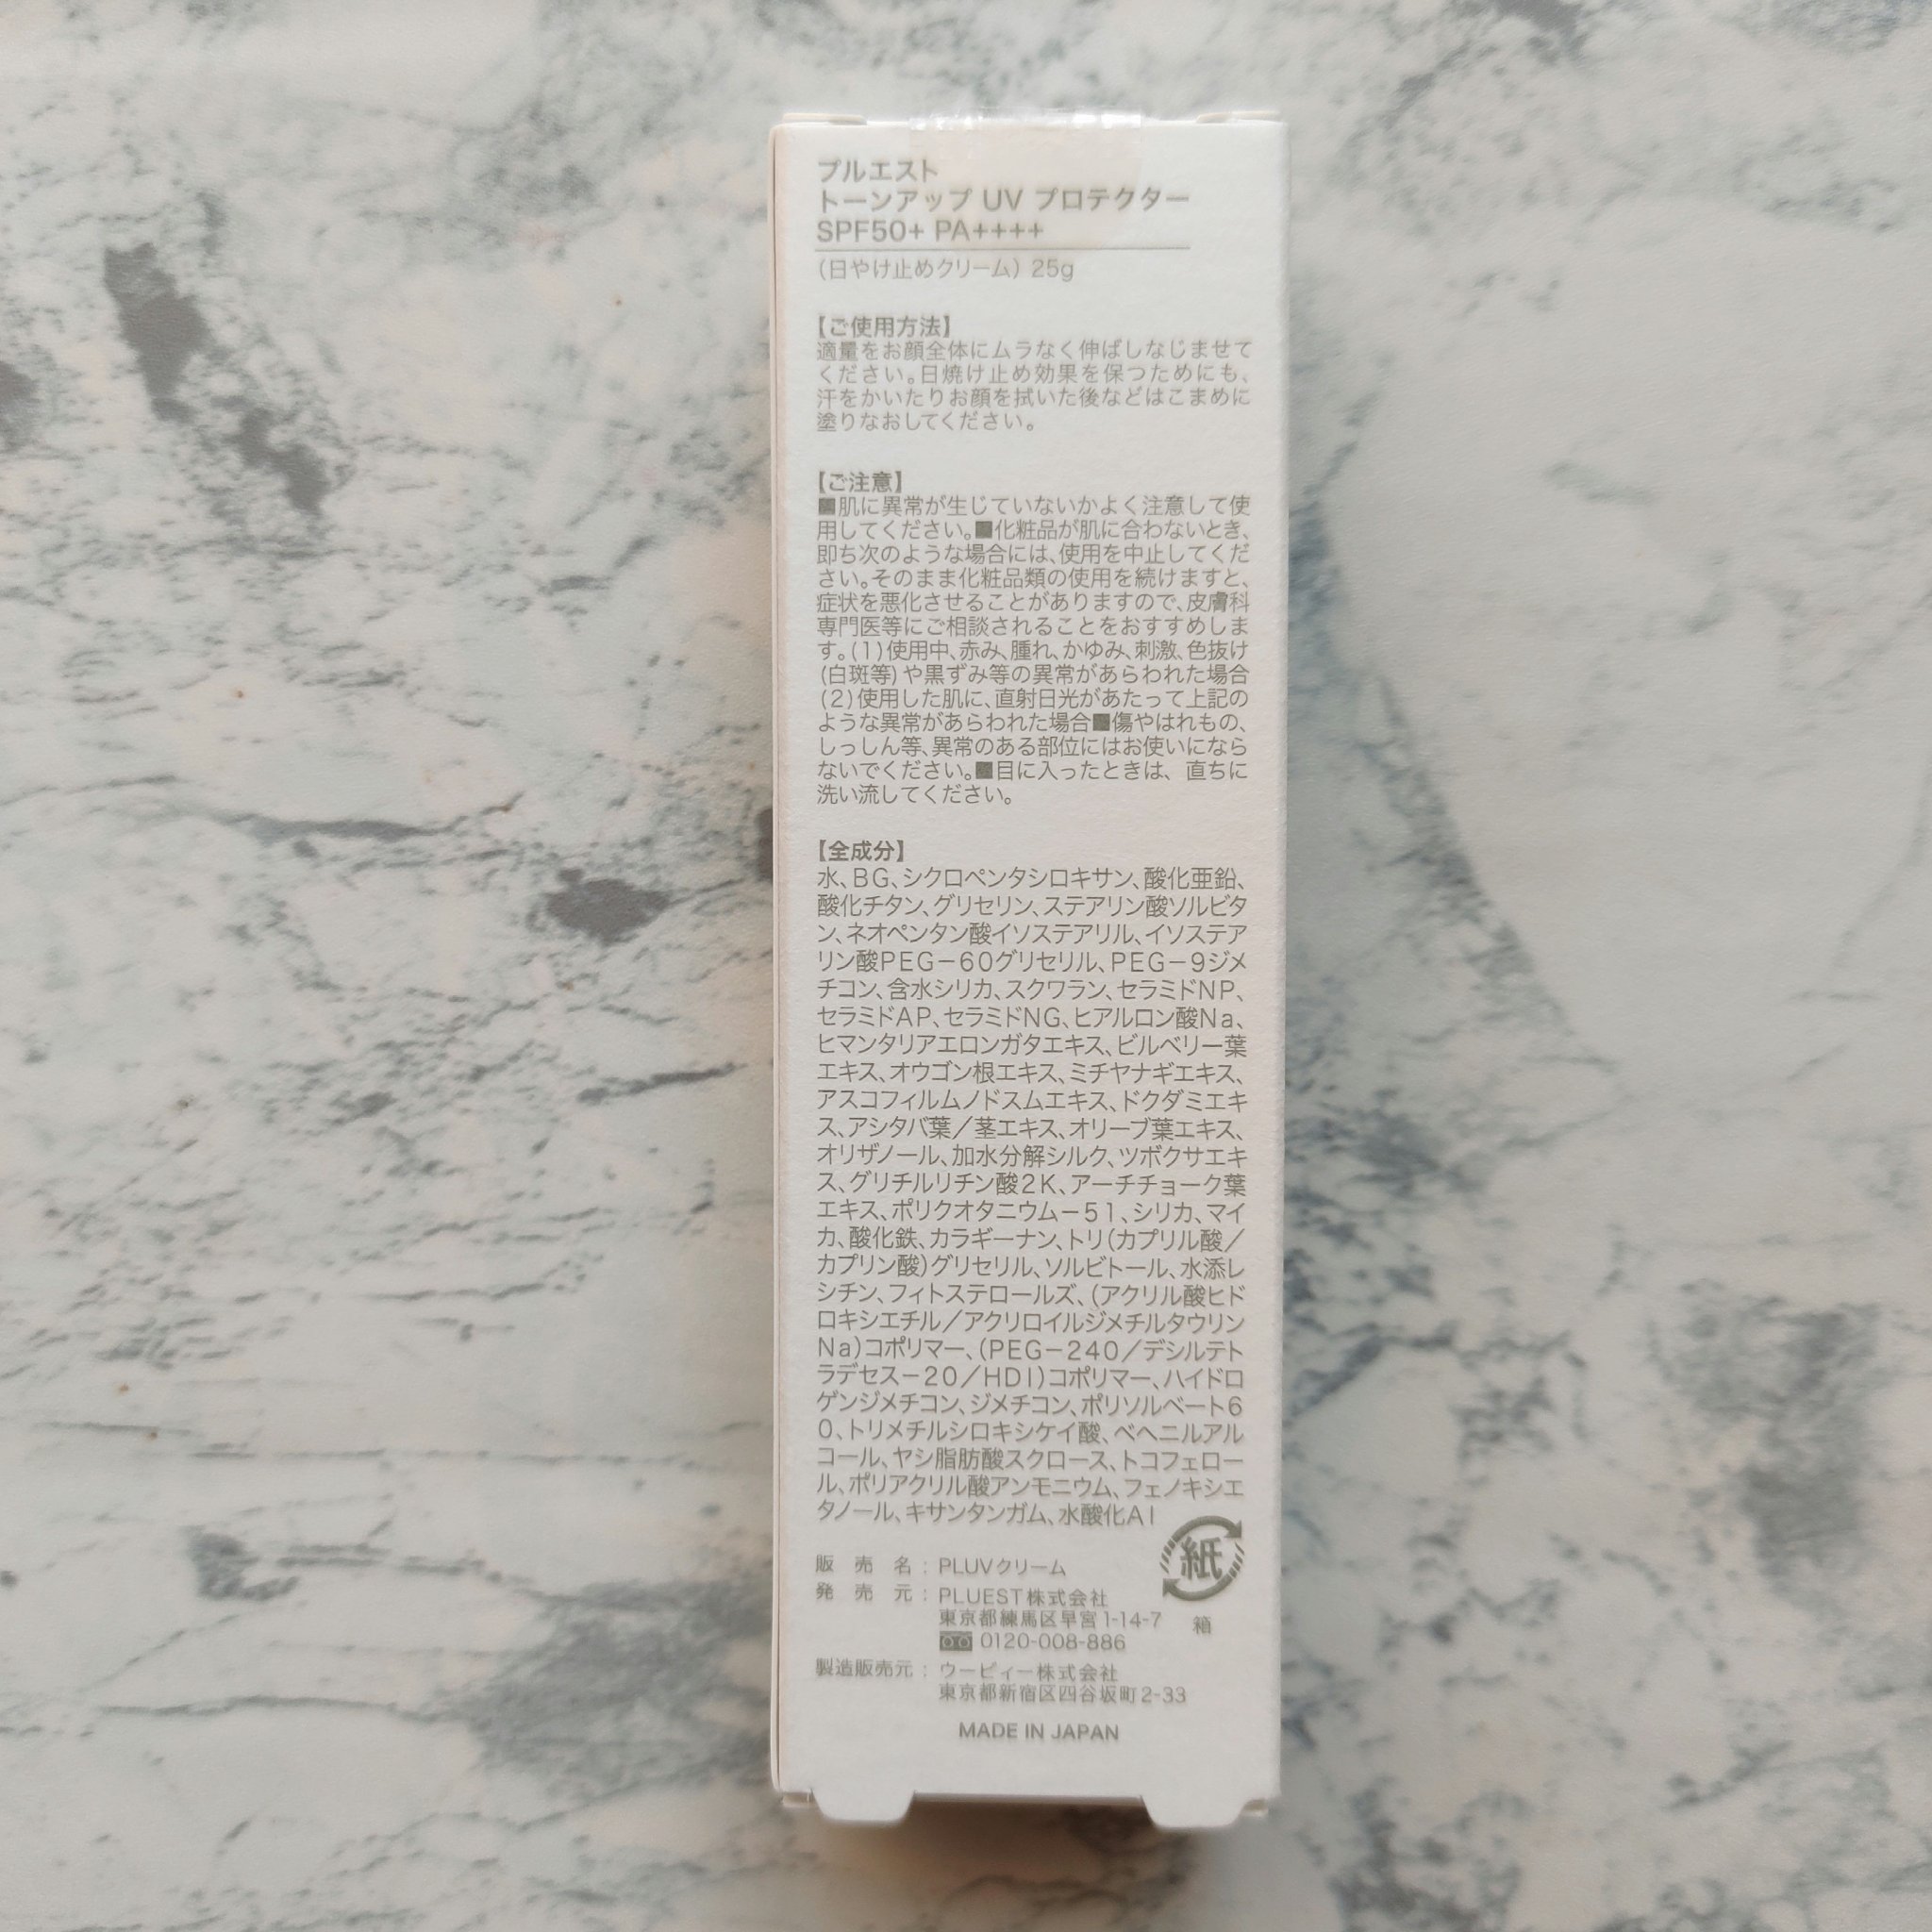 プルエスト
トーンアップ UV プロテクター
SPF50+ PA++++
（日やけ止めクリーム） 25g
【ご使用方法】
適量をお顔全体にムラなく伸ばしなじませて
ください。日焼け止め効果を保つためにも、
汗をかいたりお顔を拭いた後などはこまめに
塗りなおしてください。
【ご注意】
■肌に異常が生じていないかよく注意して使
用してください。■化粧品が肌に合わないとき、
即ち次のような場合には、使用を中止してくだ
さい。そのまま化粧品類の使用を続けますと、
症状を悪化させることがありますので、皮膚科
専門医等にご相談されることをおすすめしま
す。(1)使用中、赤み、腫れ、かゆみ、刺激、色抜け
(白斑等)や黒ずみ等の異常があらわれた場合
(2)使用した肌に、直射日光があたって上記の
ような異常があらわれた場合■傷やはれもの、
しっしん等、異常のある部位にはお使いになら
ないでください。■目に入ったときは、直ちに
洗い流してください。
【全成分】
水、BG、シクロペンタシロキサン、酸化亜鉛、
酸化チタン、グリセリン、ステアリン酸ソルビタ
ン、ネオペンタン酸イソステアリル、イソステア
リン酸PEG−60グリセリル、PEG−9ジメ
チコン、含水シリカ、スクワラン、セラミドNP、
セラミドAP、セラミドNG、ヒアルロン酸Na、
ヒマンタリアエロンガタエキス、ビルベリー葉
エキス、オウゴン根エキス、ミチヤナギエキス、
アスコフィルムノドスムエキス、ドクダミエキ
ス、アシタバ葉／茎エキス、オリーブ葉エキス、
オリザノール、加水分解シルク、ツボクサエキ
ス、グリチルリチン酸2K、アーチチョーク葉
エキス、ポリクオタニウム−51、シリカ、マイ
カ、酸化鉄、カラギーナン、トリ(カプリル酸／
カプリン酸)グリセリル、ソルビトール、水添レ
シチン、フィトステロールズ、(アクリル酸ヒド
ロキシエチル／アクリロイルジメチルタウリン
Na)コポリマー、(PEG−240／デシルテト
ラデセス−20／HDI)コポリマー、ハイドロ
ゲンジメチコン、ジメチコン、ポリソルベート6
0、トリメチルシロキシケイ酸、ベヘニルアル
コール、ヤシ脂肪酸スクロース、トコフェロー
ル、ポリアクリル酸アンモニウム、フェノキシエ
タノール、キサンタンガム、水酸化Al
紙
箱
販売名：PLUVクリーム
発売元：PLUEST株式会社
東京都練馬区早宮1-14-7
0120-008-886
製造販売元：ウービィー株式会社
東京都新宿区四谷坂町2-33
MADE IN JAPAN